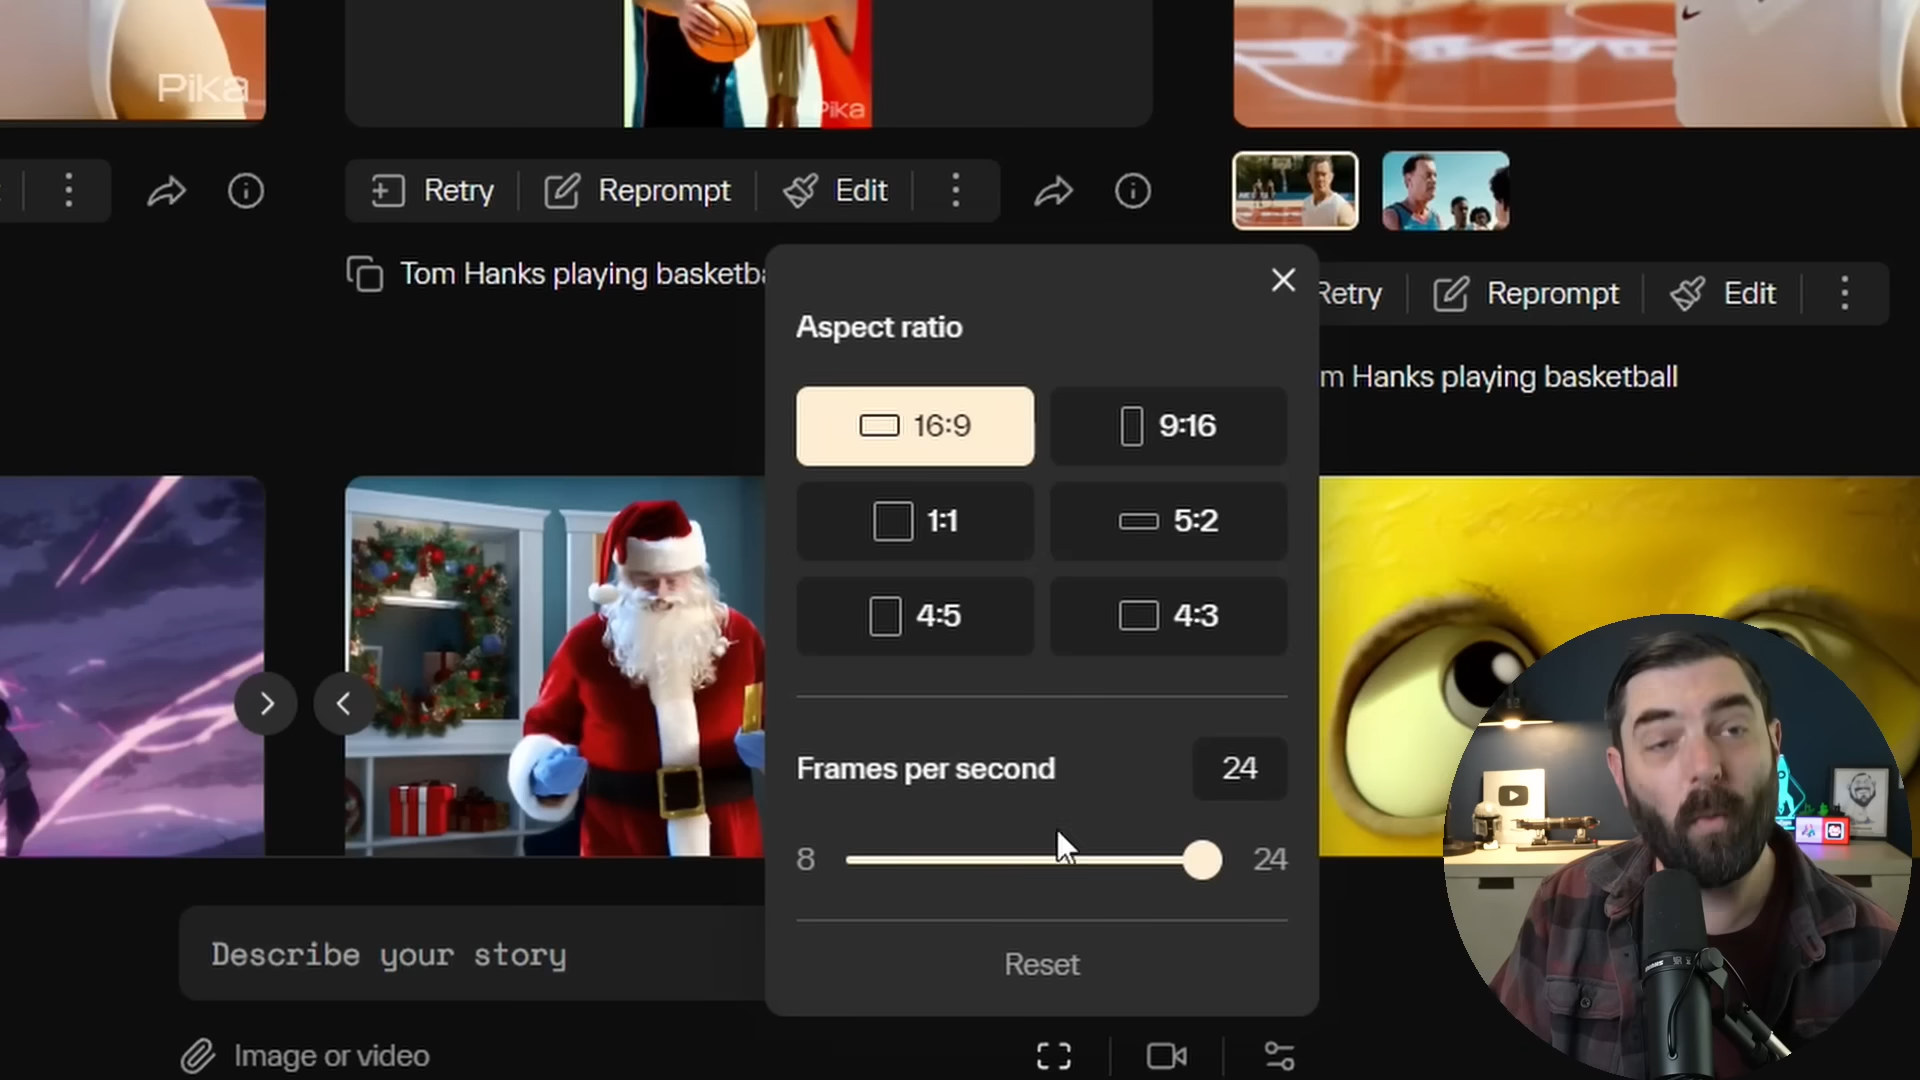 Pika
Pika
Retry
Reprompt
Edit
Tom Hanks playing basketba
Retry
Reprompt
Edit
m Hanks playing basketball
Aspect ratio
16:9
9:16
1:1
5:2
4:5
4:3
Frames per second
24
8
24
Reset
Describe your story
Image or video